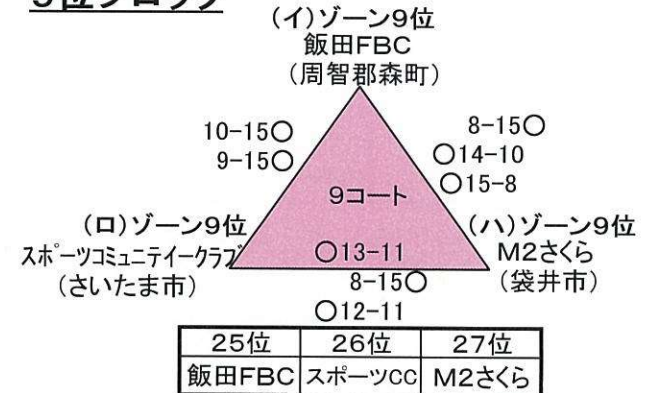 (イ)ゾーン9位
飯田FBC
(周智郡森町)
10-15○
9-15○
8-15○
○14-10
○15-8
9コート
(ロ)ゾーン9位
スポーツコミュニテイークラブ
(さいたま市)
(ハ)ゾーン9位
M2さくら
(袋井市)
○13-11
8-15○
○12-11
25位 26位 27位
飯田FBC スポーツCC M2さくら